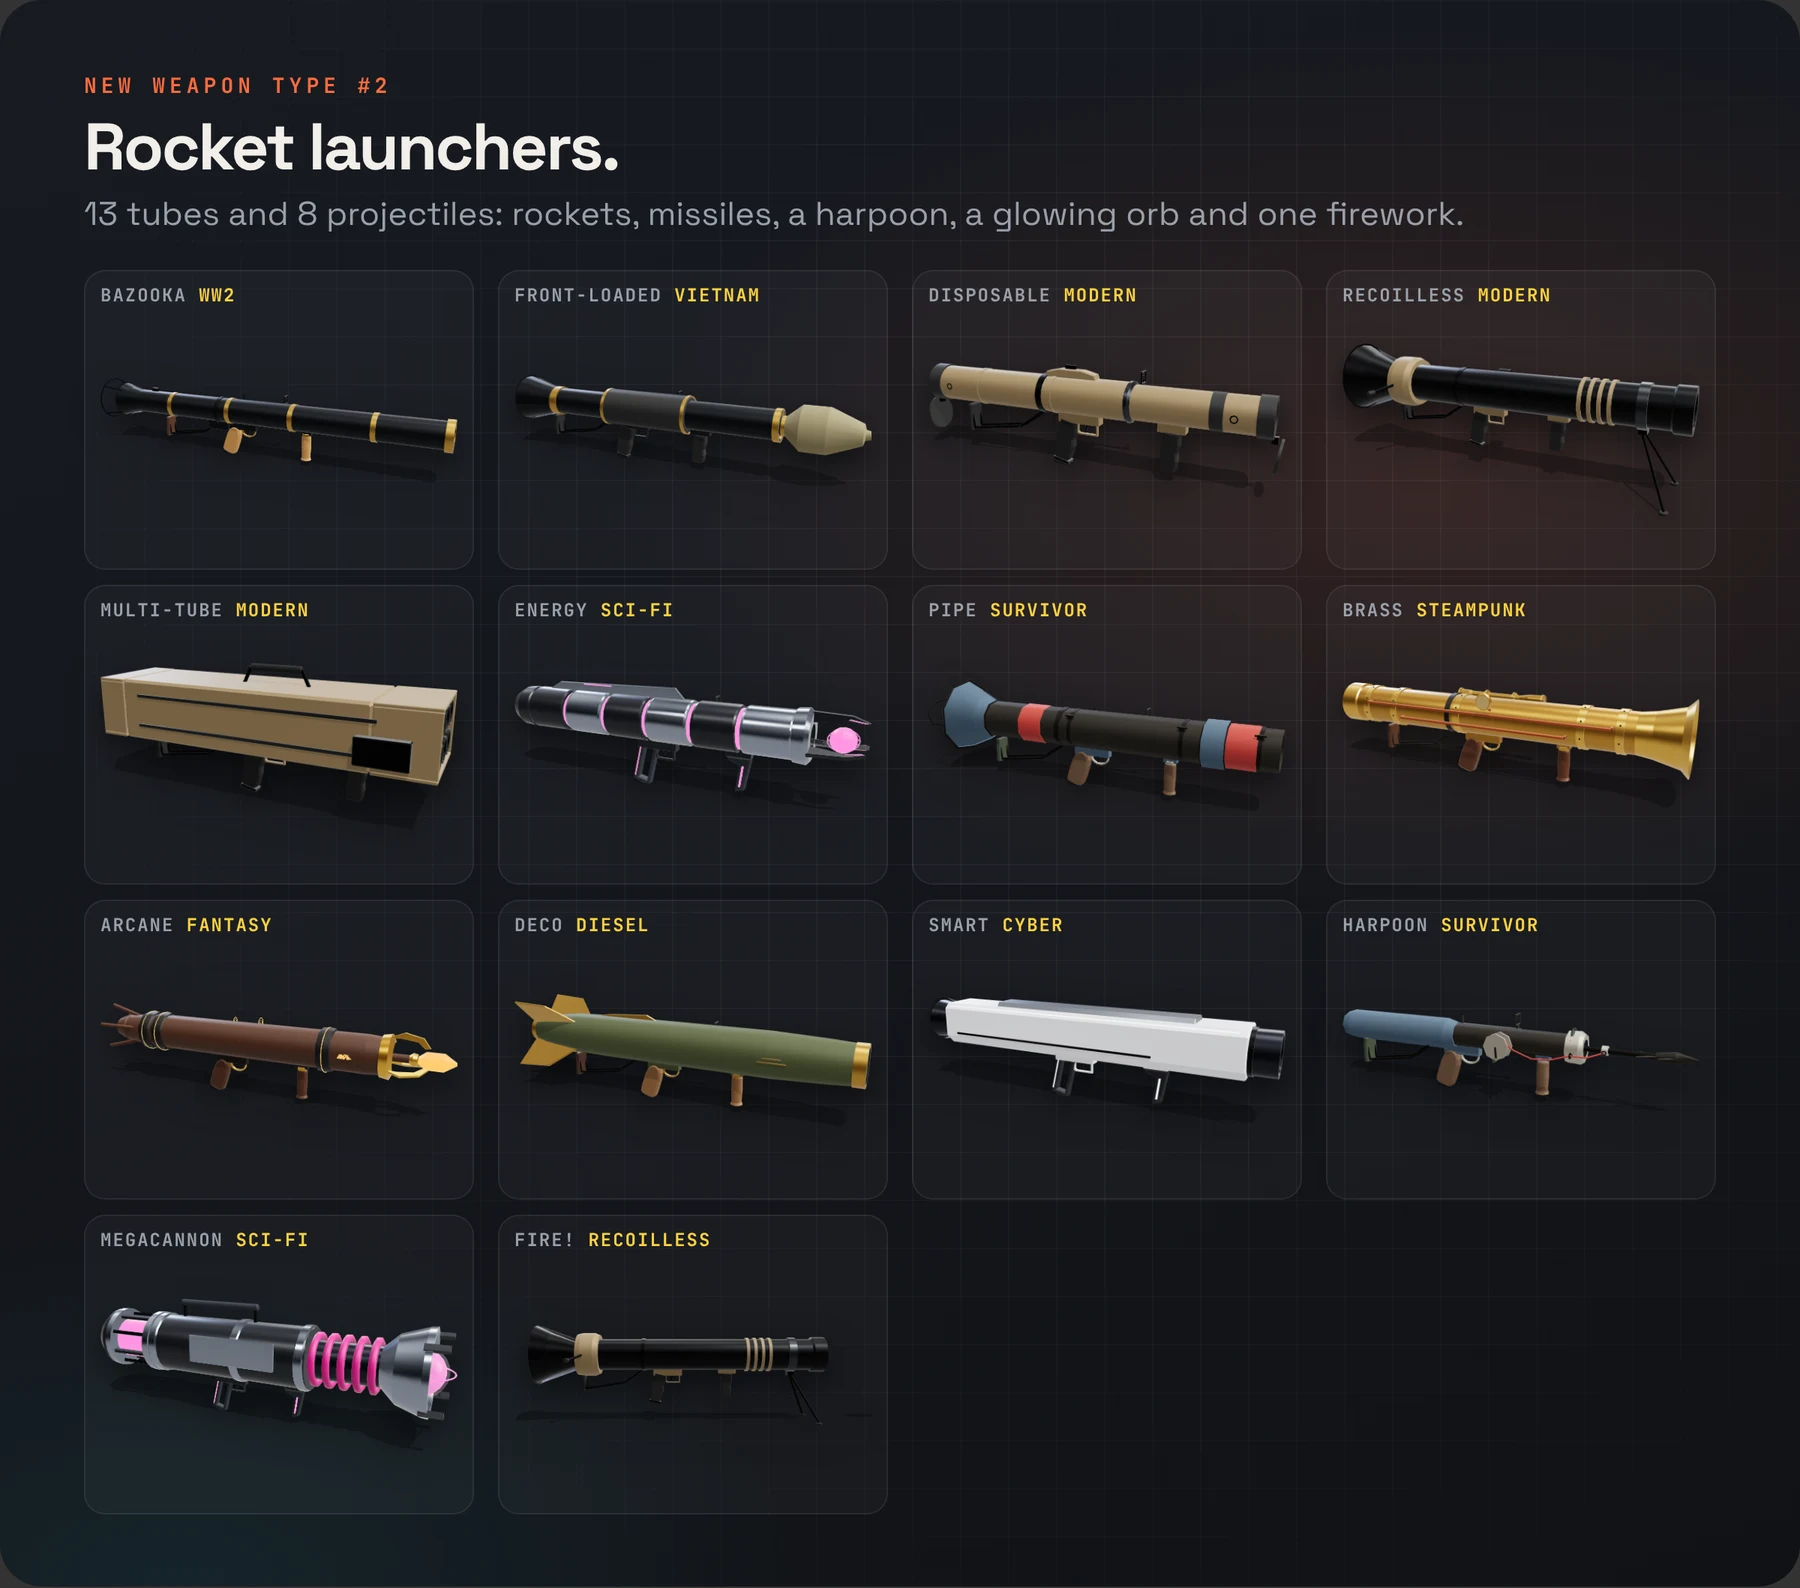 NEW WEAPON TYPE #2
Rocket launchers.
13 tubes and 8 projectiles: rockets, missiles, a harpoon, a glowing orb and one firework.
BAZOOKA WW2
FRONT-LOADED VIETNAM
DISPOSABLE MODERN
RECOILLESS MODERN
MULTI-TUBE MODERN
ENERGY SCI-FI
PIPE SURVIVOR
BRASS STEAMPUNK
ARCANE FANTASY
DECO DIESEL
SMART CYBER
HARPOON SURVIVOR
MEGACANNON SCI-FI
FIRE! RECOILLESS